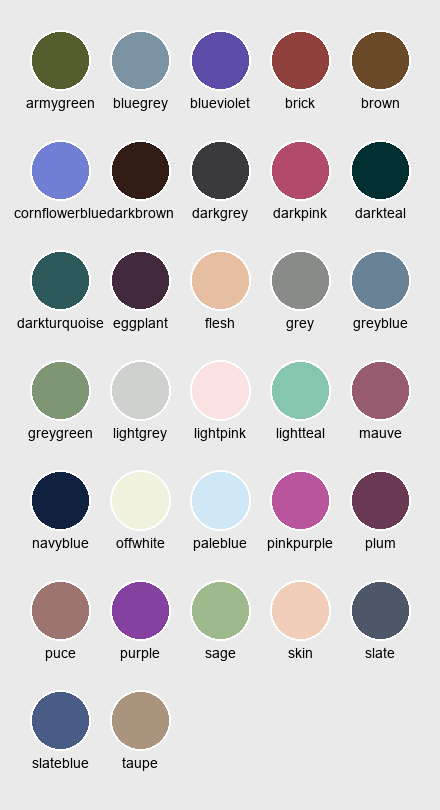 armygreen bluegrey blueviolet brick brown
cornflowerblue darkbrown darkgrey darkpink darkteal
darkturquoise eggplant flesh grey greyblue
greygreen lightgrey lightpink lightteal mauve
navyblue offwhite paleblue pinkpurple plum
puce purple sage skin slate
slateblue taupe